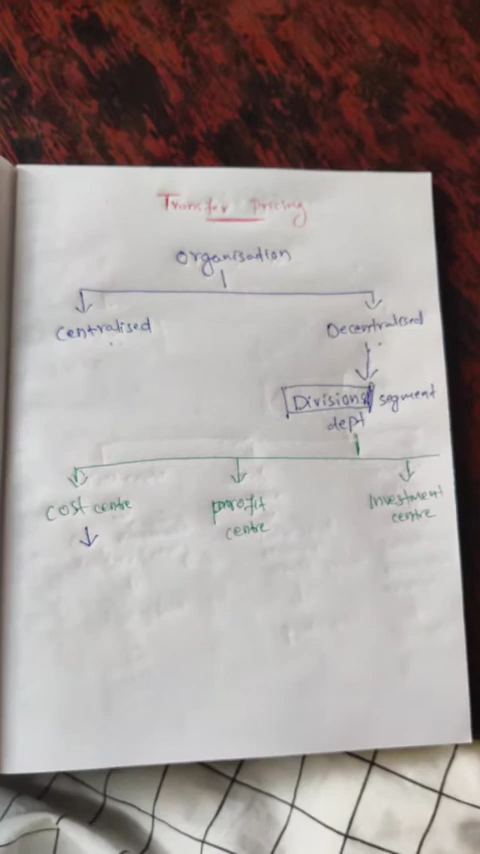 Transfer Pricing
Organisation
Centralised Decentralised
Divisions segment
dept
cost centre profit centre Investment centre